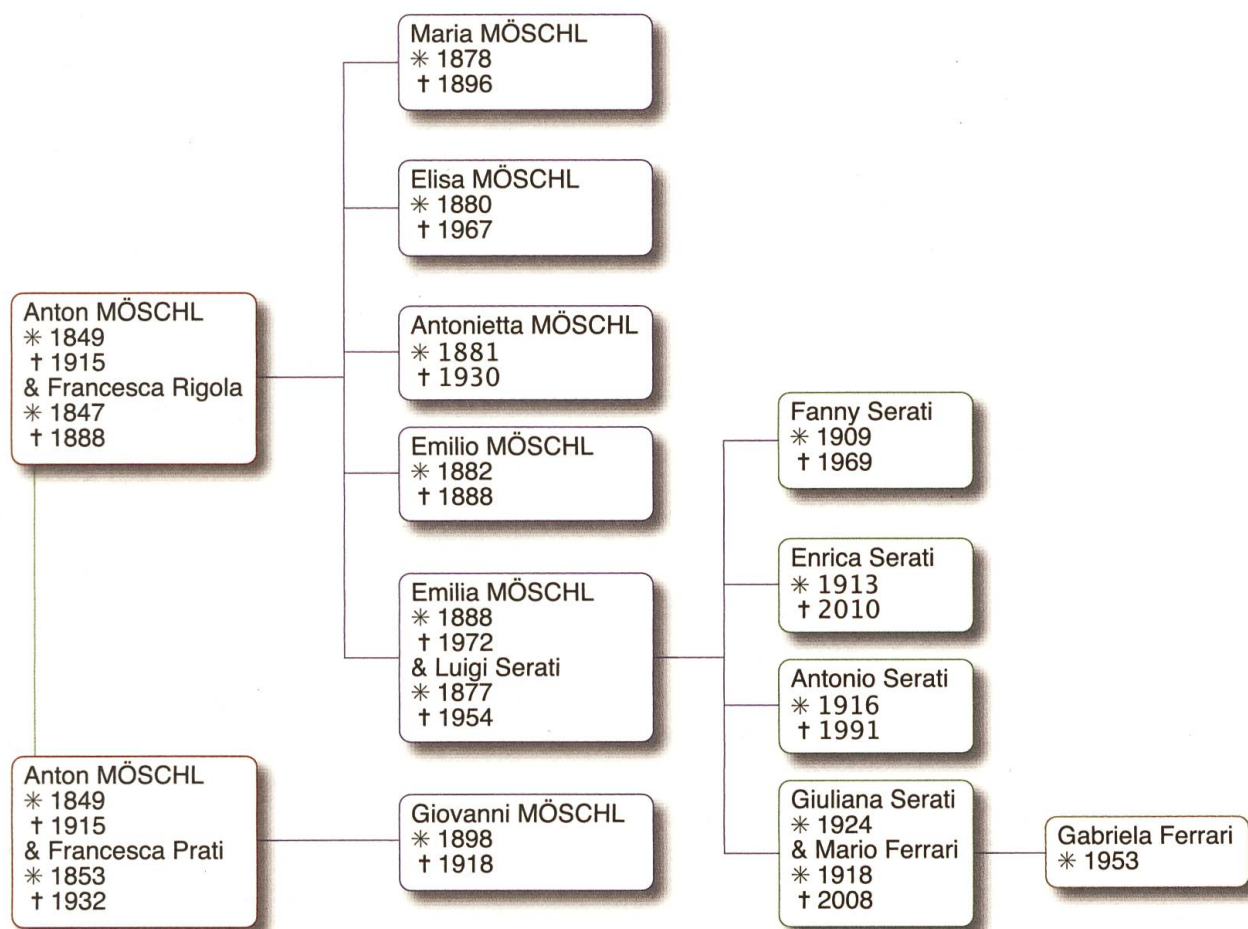 Maria MÖSCHL
✳ 1878
† 1896
Elisa MÖSCHL
✳ 1880
† 1967
Anton MÖSCHL
✳ 1849
† 1915
& Francesca Rigola
✳ 1847
† 1888
Antonietta MÖSCHL
✳ 1881
† 1930
Emilio MÖSCHL
✳ 1882
† 1888
Emilia MÖSCHL
✳ 1888
† 1972
& Luigi Serati
✳ 1877
† 1954
Fanny Serati
✳ 1909
† 1969
Enrica Serati
✳ 1913
† 2010
Antonio Serati
✳ 1916
† 1991
Giuliana Serati
✳ 1924
& Mario Ferrari
✳ 1918
† 2008
Gabriela Ferrari
✳ 1953
Anton MÖSCHL
✳ 1849
† 1915
& Francesca Prati
✳ 1853
† 1932
Giovanni MÖSCHL
✳ 1898
† 1918